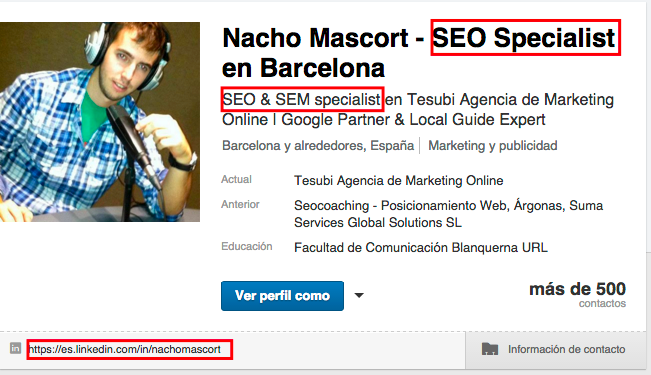 Nacho Mascort - SEO Specialist
en Barcelona
SEO & SEM specialist en Tesubi Agencia de Marketing
Online | Google Partner & Local Guide Expert
Barcelona y alrededores, España | Marketing y publicidad
Actual Tesubi Agencia de Marketing Online
Anterior Seocoaching - Posicionamiento Web, Árgonas, Suma
Services Global Solutions SL
Educación Facultad de Comunicación Blanquerna URL
Ver perfil como
más de 500
contactos
in https://es.linkedin.com/in/nachomascort
Información de contacto